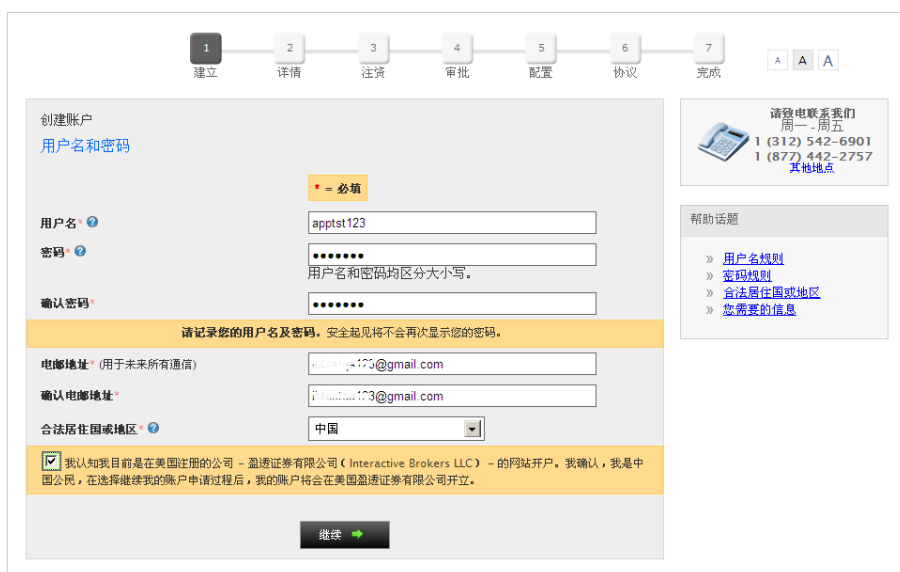 1 2 3 4 5 6 7
建立 详情 注资 审批 配置 协议 完成
A A A
创建账户
用户名和密码
* = 必填
用户名* ?
apptst123
密码* ?
•••••••
用户名和密码均区分大小写。
确认密码*
•••••••
请记录您的用户名及密码。安全起见将不会再次显示您的密码。
电邮地址* (用于未来所有通信)
@gmail.com
确认电邮地址*
@gmail.com
合法居住国或地区* ?
中国
我认知我目前是在美国注册的公司 - 盈透证券有限公司 ( Interactive Brokers LLC ) - 的网站开户。我确认,我是中
国公民,在选择继续我的账户申请过程后,我的账户将会在美国盈透证券有限公司开立。
继续
请致电联系我们
周一 - 周五
1 (312) 542-6901
1 (877) 442-2757
其他地点
帮助话题
» 用户名规则
» 密码规则
» 合法居住国或地区
» 您需要的信息